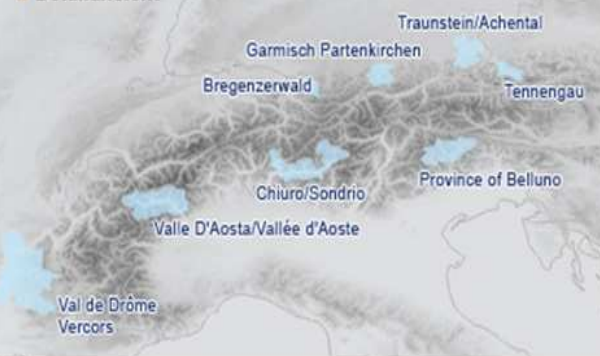 Traunstein/Achental
Garmisch Partenkirchen
Bregenzerwald
Tennengau
Province of Belluno
Chiuro/Sondrio
Valle D'Aosta/Vallée d'Aoste
Val de Drôme
Vercors